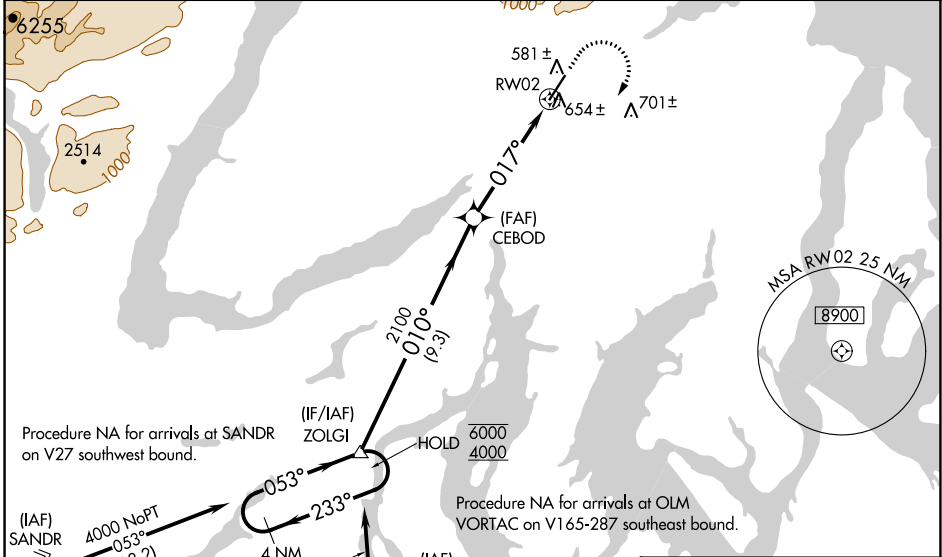 1000
6255
581±
RW02
654±
701±
2514
1000
017°
(FAF)
CEBOD
MSA RW02 25 NM
8900
2100
010°
(9.3)
(IF/IAF)
ZOLGI
HOLD
6000
4000
Procedure NA for arrivals at SANDR
on V27 southwest bound.
053°
233°
Procedure NA for arrivals at OLM
VORTAC on V165-287 southeast bound.
(IAF)
SANDR
4000 NoPT
053°
4 NM
(IAF)